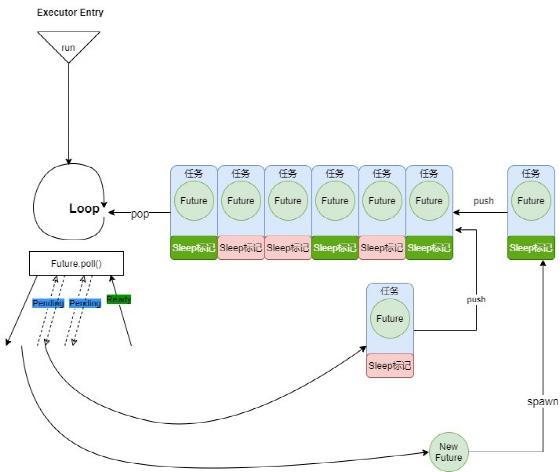 Executor Entry
run
任务 任务 任务 任务 任务 任务 任务
Future Future Future Future Future Future Future
push
Loop
pop
Sleep标记 Sleep标记 Sleep标记 Sleep标记 Sleep标记 Sleep标记 Sleep标记
Future.poll()
Pending Pending Ready
任务
push
Future
Sleep标记
spawn
New
Future